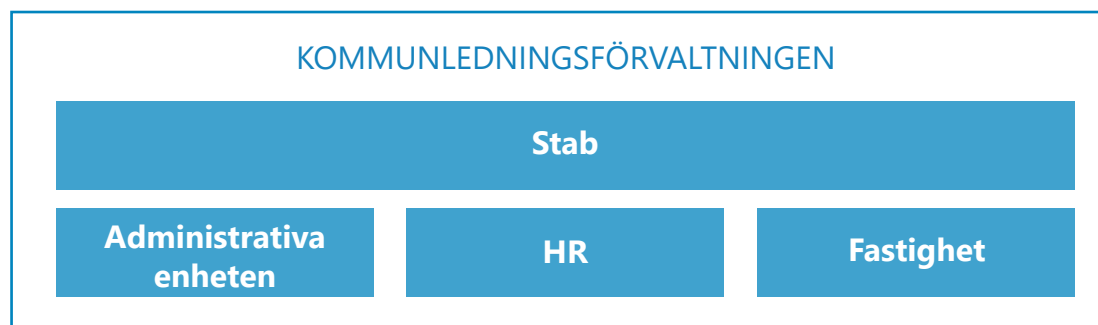 KOMMUNLEDNINGSFÖRVALTNINGEN
Stab
Administrativa
enheten
HR
Fastighet